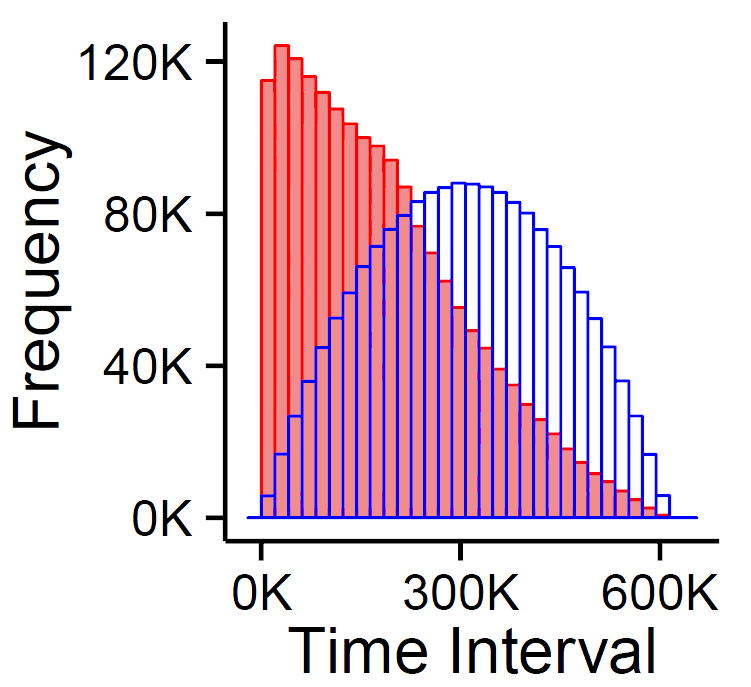 120K
80K
40K
0K
Frequency
0K 300K 600K
Time Interval